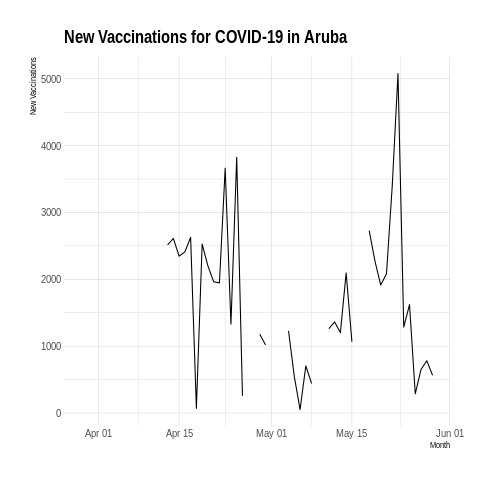 New Vaccinations for COVID-19 in Aruba
New Vaccinations
5000
4000
3000
2000
1000
0
Apr 01 Apr 15 May 01 May 15 Jun 01
Month